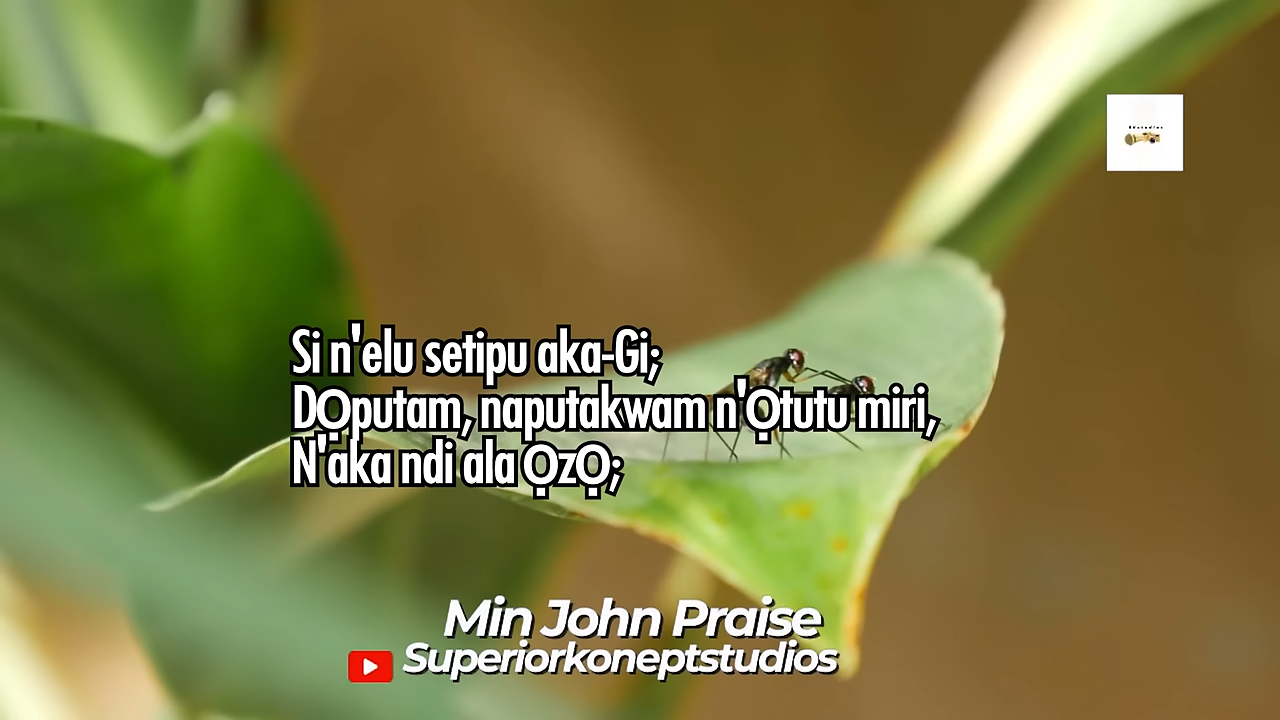 Si n'elu setipu aka-Gi;
DỌputam, naputakwam n'Ọtutu miri,
N'aka ndi ala ỌzỌ;
Min John Praise
Superiorkoneptstudios